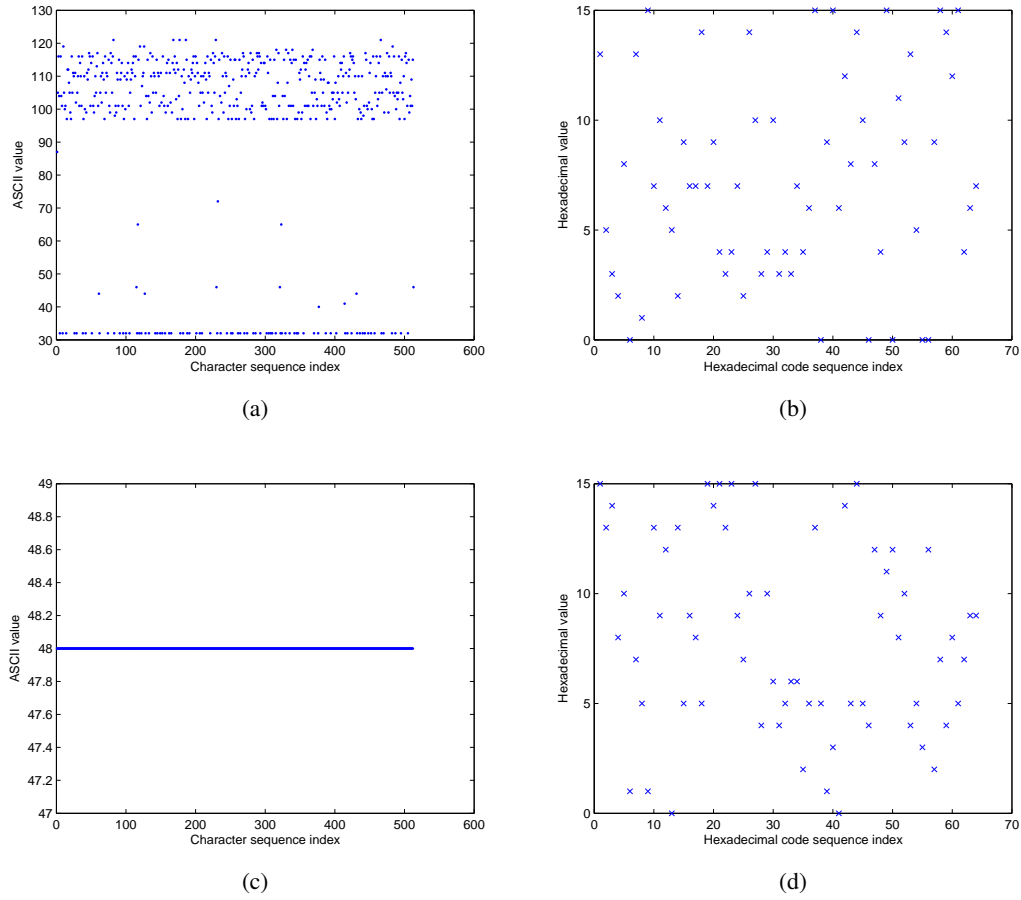 130
120
110
100
90
80
70
60
50
40
30
0 100 200 300 400 500 600
ASCII value
Character sequence index
(a)
15
10
5
0
0 10 20 30 40 50 60 70
Hexadecimal value
Hexadecimal code sequence index
(b)
49
48.8
48.6
48.4
48.2
48
47.8
47.6
47.4
47.2
47
0 100 200 300 400 500 600
ASCII value
Character sequence index
(c)
15
10
5
0
0 10 20 30 40 50 60 70
Hexadecimal value
Hexadecimal code sequence index
(d)